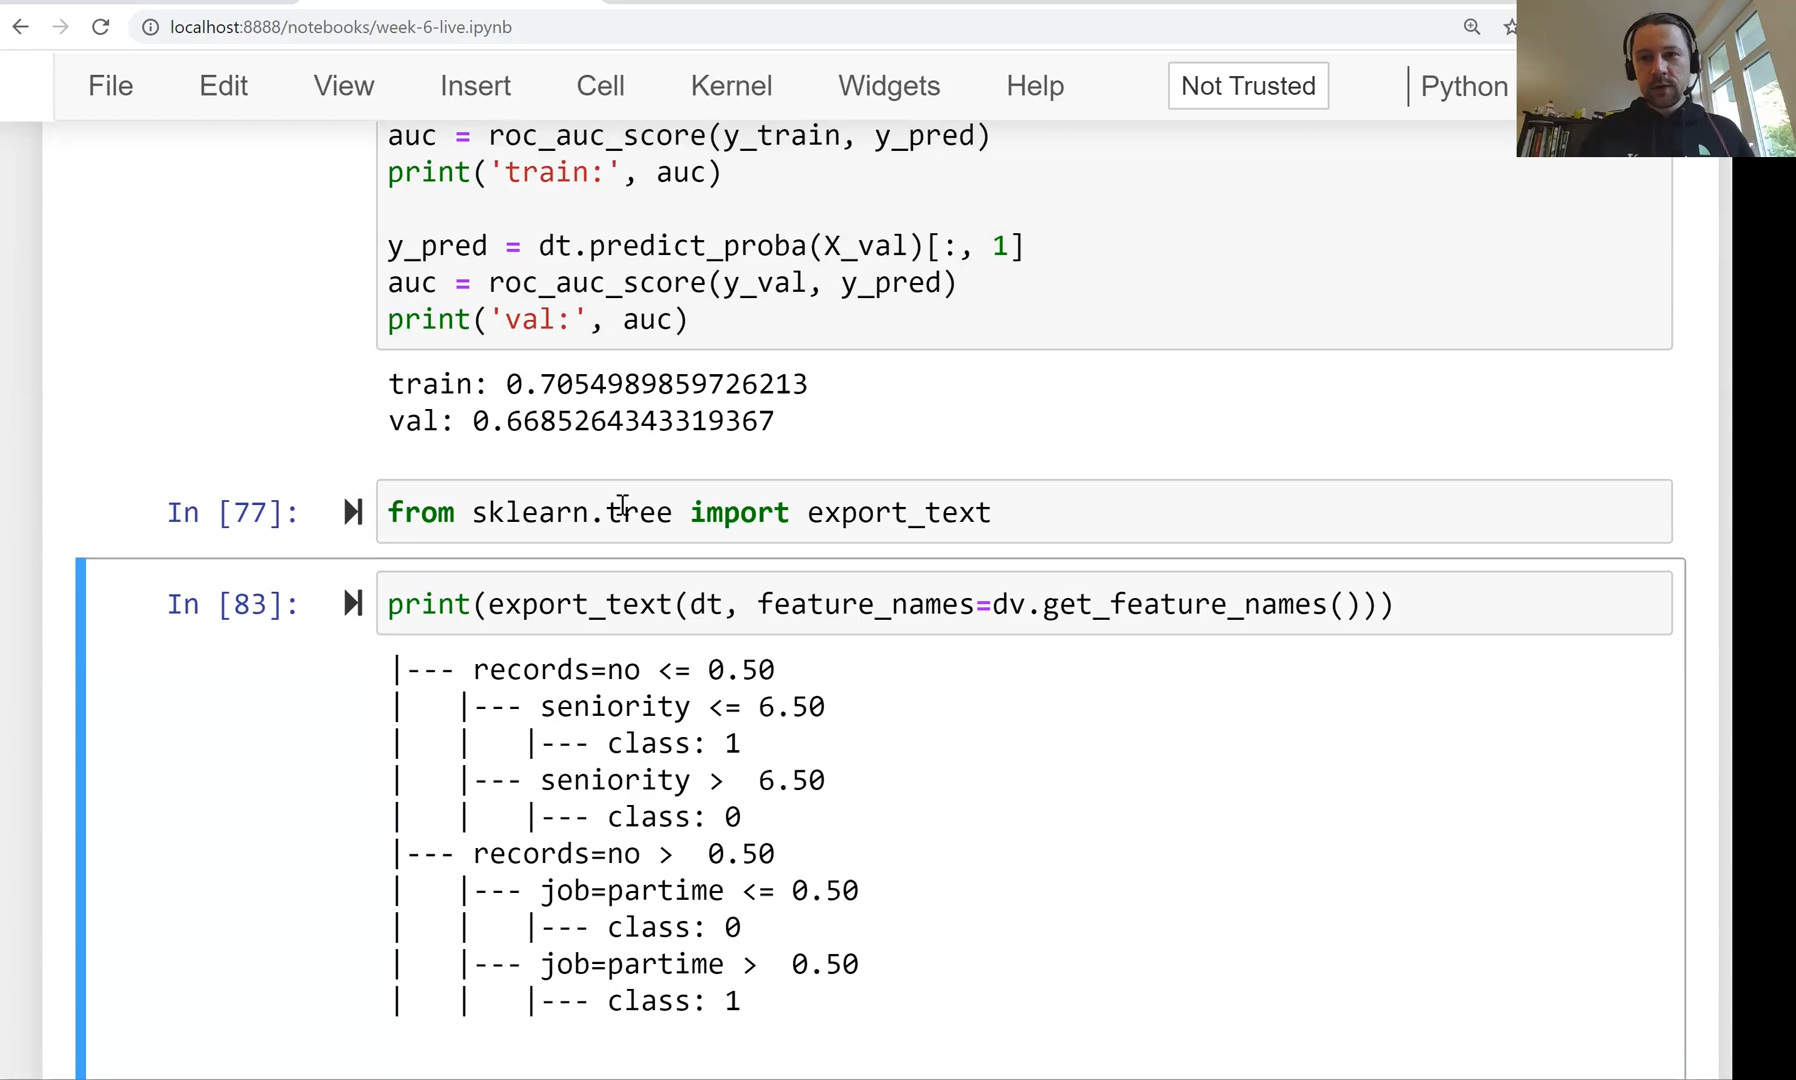 localhost:8888/notebooks/week-6-live.ipynb
File Edit View Insert Cell Kernel Widgets Help Not Trusted Python
auc = roc_auc_score(y_train, y_pred)
print('train:', auc)
y_pred = dt.predict_proba(X_val)[:, 1]
auc = roc_auc_score(y_val, y_pred)
print('val:', auc)
train: 0.7054989859726213
val: 0.6685264343319367
In [77]: from sklearn.tree import export_text
In [83]: print(export_text(dt, feature_names=dv.get_feature_names()))
|--- records=no <= 0.50
|   |--- seniority <= 6.50
|   |   |--- class: 1
|   |--- seniority >  6.50
|   |   |--- class: 0
|--- records=no >  0.50
|   |--- job=partime <= 0.50
|   |   |--- class: 0
|   |--- job=partime >  0.50
|   |   |--- class: 1